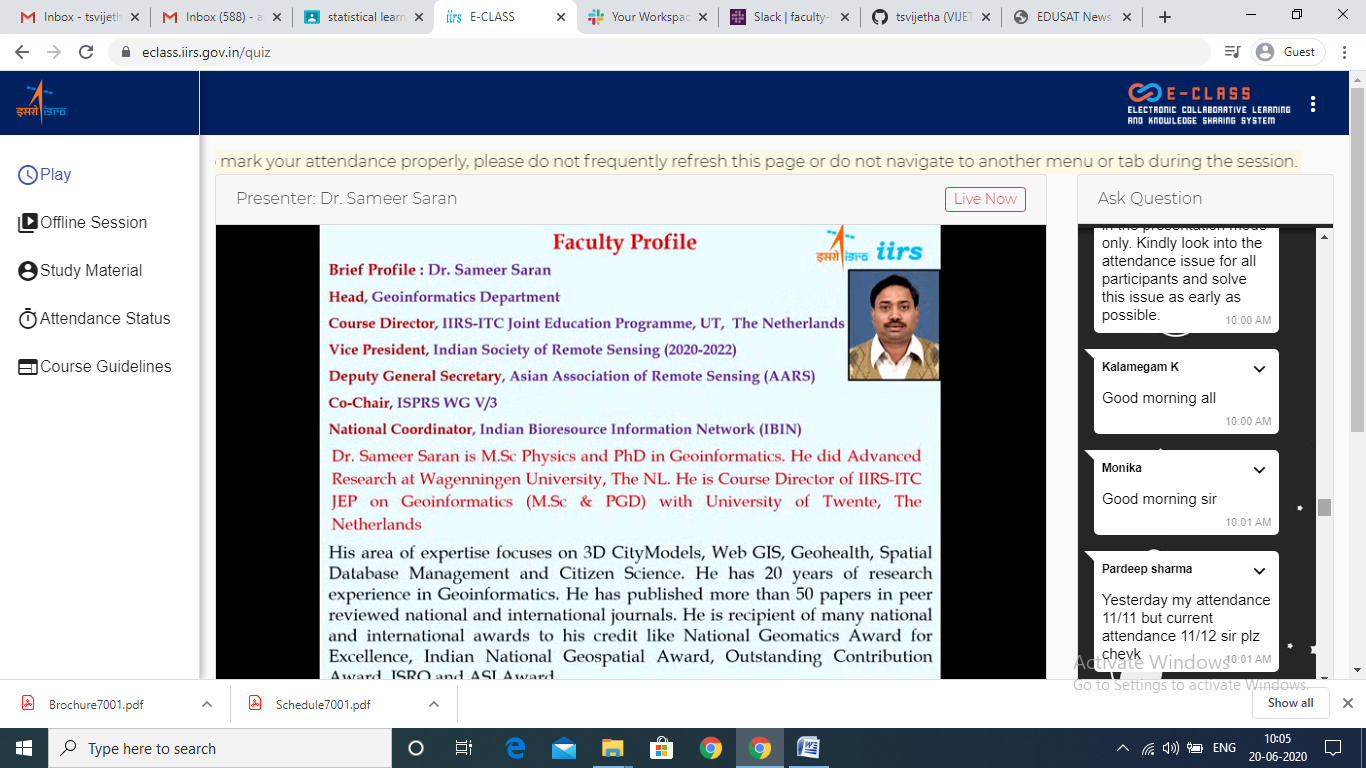 Inbox - tsvijeth
Inbox (588) - a
statistical learn
iirs E-CLASS
Your Workspac
Slack | faculty-
tsvijetha (VIJET
EDUSAT News
eclass.iirs.gov.in/quiz
Guest
इसरो isro
E-CLASS
ELECTRONIC COLLABORATIVE LEARNING
AND KNOWLEDGE SHARING SYSTEM
mark your attendance properly, please do not frequently refresh this page or do not navigate to another menu or tab during the session.
Play
Offline Session
Study Material
Attendance Status
Course Guidelines
Presenter: Dr. Sameer Saran
Live Now
Faculty Profile
इसरो isro iirs
Brief Profile : Dr. Sameer Saran
Head, Geoinformatics Department
Course Director, IIRS-ITC Joint Education Programme, UT, The Netherlands
Vice President, Indian Society of Remote Sensing (2020-2022)
Deputy General Secretary, Asian Association of Remote Sensing (AARS)
Co-Chair, ISPRS WG V/3
National Coordinator, Indian Bioresource Information Network (IBIN)
Dr. Sameer Saran is M.Sc Physics and PhD in Geoinformatics. He did Advanced
Research at Wagenningen University, The NL. He is Course Director of IIRS-ITC
JEP on Geoinformatics (M.Sc & PGD) with University of Twente, The
Netherlands
His area of expertise focuses on 3D CityModels, Web GIS, Geohealth, Spatial
Database Management and Citizen Science. He has 20 years of research
experience in Geoinformatics. He has published more than 50 papers in peer
reviewed national and international journals. He is recipient of many national
and international awards to his credit like National Geomatics Award for
Excellence, Indian National Geospatial Award, Outstanding Contribution
Award, ISRO and ASI Award
Ask Question
in the presentation mode
only. Kindly look into the
attendance issue for all
participants and solve
this issue as early as
possible.
10:00 AM
Kalamegam K
Good morning all
10:00 AM
Monika
Good morning sir
10:01 AM
Pardeep sharma
Yesterday my attendance
11/11 but current
attendance 11/12 sir plz
chevk
10:01 AM
Activate Windows
Go to Settings to activate Windows.
Brochure7001.pdf
Schedule7001.pdf
Show all
Type here to search
ENG
10:05
20-06-2020